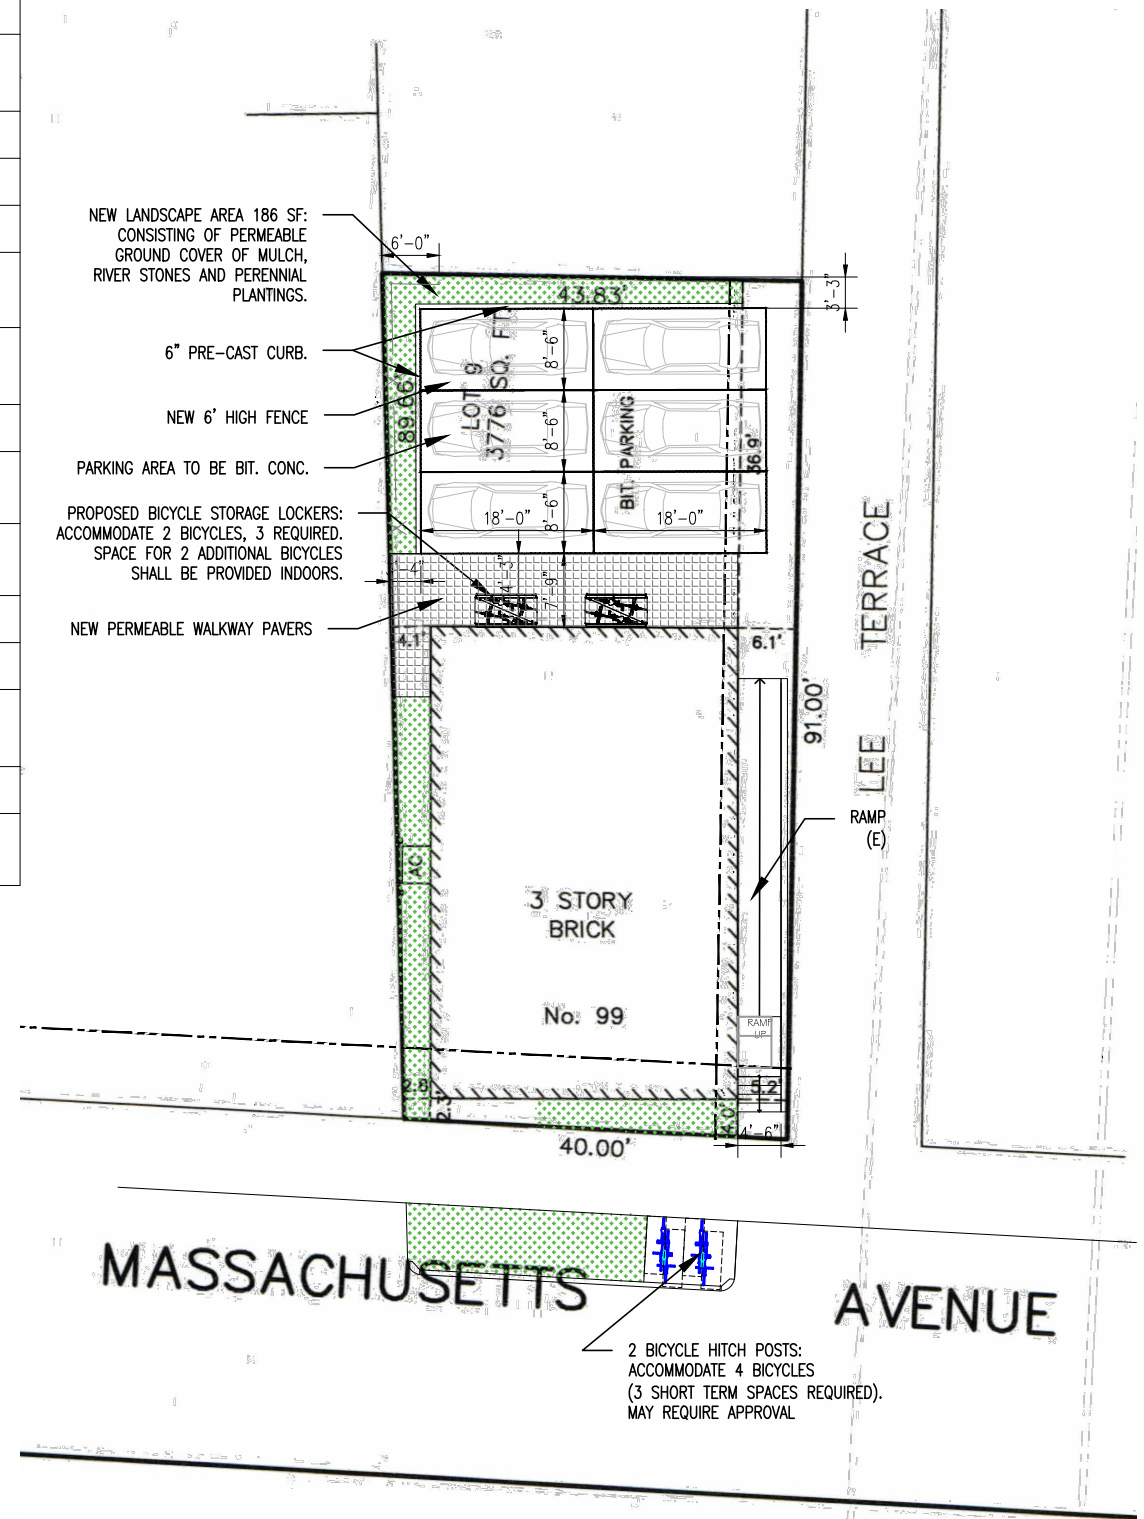 NEW LANDSCAPE AREA 186 SF:
CONSISTING OF PERMEABLE
GROUND COVER OF MULCH,
RIVER STONES AND PERENNIAL
PLANTINGS.
6'-0"
43.83'
3'-3"
6" PRE-CAST CURB.
8'-6"
LOT 9
3776 SQ. FT.
NEW 6' HIGH FENCE
89.66'
8'-6"
BIT. PARKING
36.9'
PARKING AREA TO BE BIT. CONC.
PROPOSED BICYCLE STORAGE LOCKERS:
ACCOMMODATE 2 BICYCLES, 3 REQUIRED.
SPACE FOR 2 ADDITIONAL BICYCLES
SHALL BE PROVIDED INDOORS.
18'-0"
8'-6"
18'-0"
-4"
4'-3"
7'-9"
NEW PERMEABLE WALKWAY PAVERS
4.1'
6.1'
91.00'
LEE TERRACE
RAMP
(E)
AC
3 STORY
BRICK
No. 99
RAMP
UP
2.8'
2.3'
5.2'
4'-6"
40.00'
MASSACHUSETTS AVENUE
2 BICYCLE HITCH POSTS:
ACCOMMODATE 4 BICYCLES
(3 SHORT TERM SPACES REQUIRED).
MAY REQUIRE APPROVAL